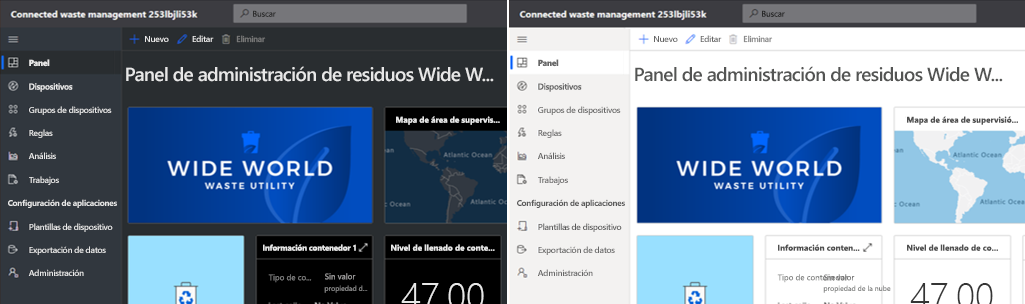 Connected waste management 253lbjli53k
Buscar
Nuevo Editar Eliminar
Panel
Dispositivos
Grupos de dispositivos
Reglas
Análisis
Trabajos
Configuración de aplicaciones
Plantillas de dispositivo
Exportación de datos
Administración
Panel de administración de residuos Wide W...
WIDE WORLD
WASTE UTILITY
Mapa de área de supervis...
Atlantic Ocean
Atlantic Ocean
Información contenedor 1
Tipo de co... Sin valor
propiedad d...
Nivel de llenado de conte...
47.00
Connected waste management 253lbjli53k
Buscar
Nuevo Editar Eliminar
Panel
Dispositivos
Grupos de dispositivos
Reglas
Análisis
Trabajos
Configuración de aplicaciones
Plantillas de dispositivo
Exportación de datos
Administración
Panel de administración de residuos Wide W...
WIDE WORLD
WASTE UTILITY
Mapa de área de supervisió...
Atlantic Ocean
Atlantic Ocean
Información conten...
Tipo de contenedor Sin valor
propiedad de la nube
Nivel de llenado de co...
47.00